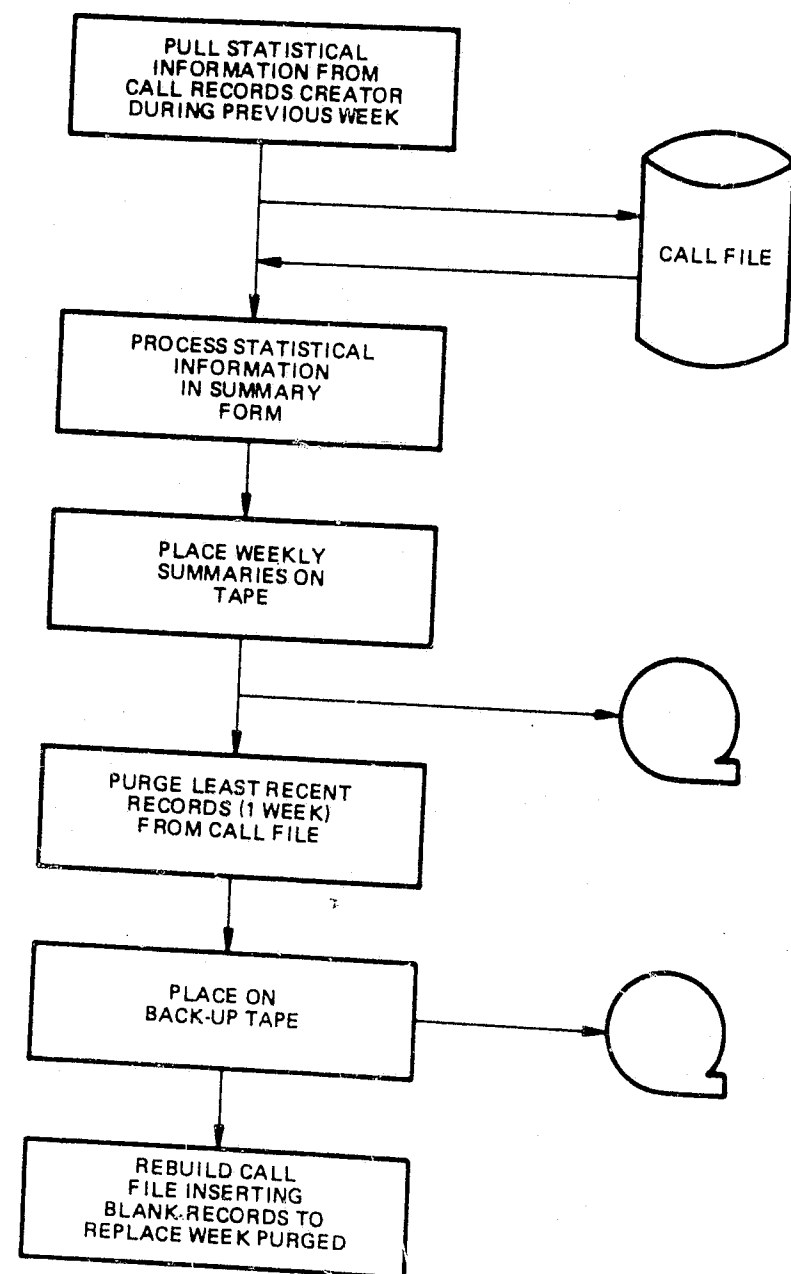 PULL STATISTICAL
INFORMATION FROM
CALL RECORDS CREATOR
DURING PREVIOUS WEEK
CALL FILE
PROCESS STATISTICAL
INFORMATION
IN SUMMARY
FORM
PLACE WEEKLY
SUMMARIES ON
TAPE
PURGE LEAST RECENT
RECORDS (1 WEEK)
FROM CALL FILE
PLACE ON
BACK-UP TAPE
REBUILD CALL
FILE INSERTING
BLANK RECORDS TO
REPLACE WEEK PURGED